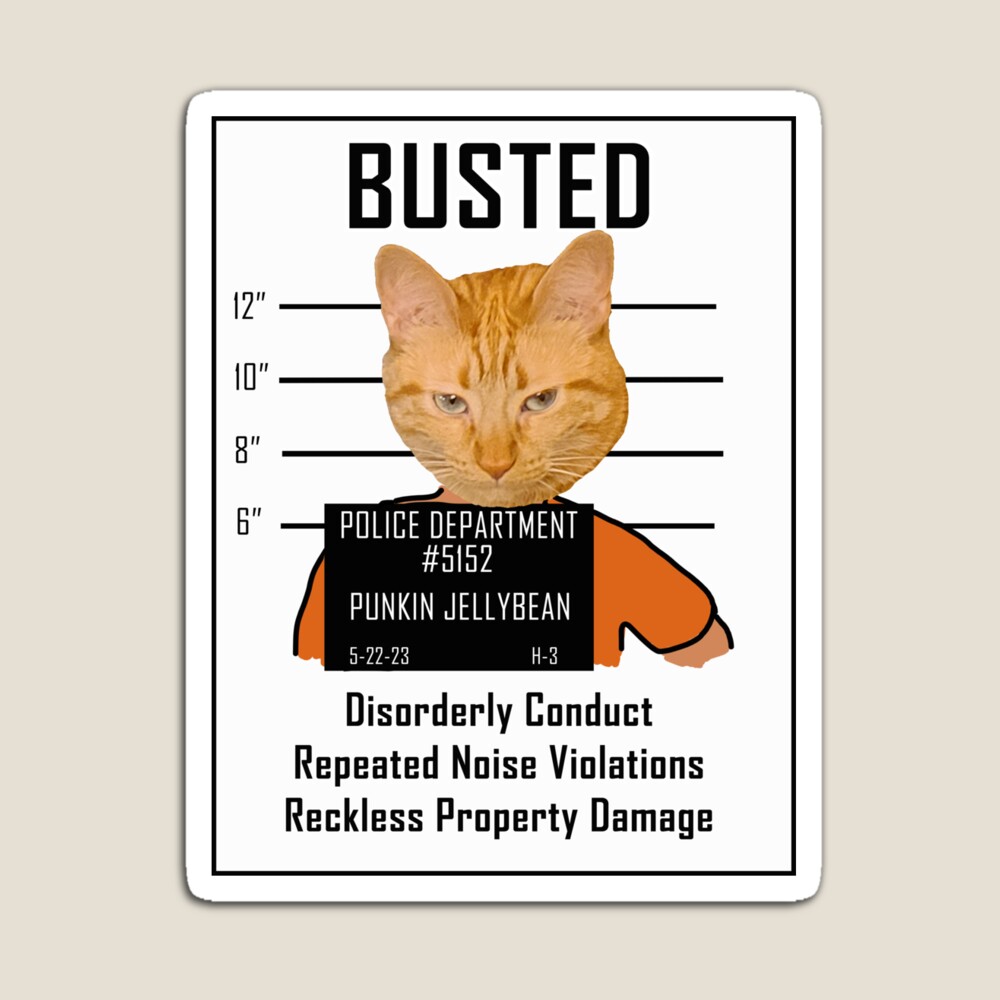 BUSTED
12"
10"
8"
6"
POLICE DEPARTMENT
#5152
PUNKIN JELLYBEAN
5-22-23 H-3
Disorderly Conduct
Repeated Noise Violations
Reckless Property Damage